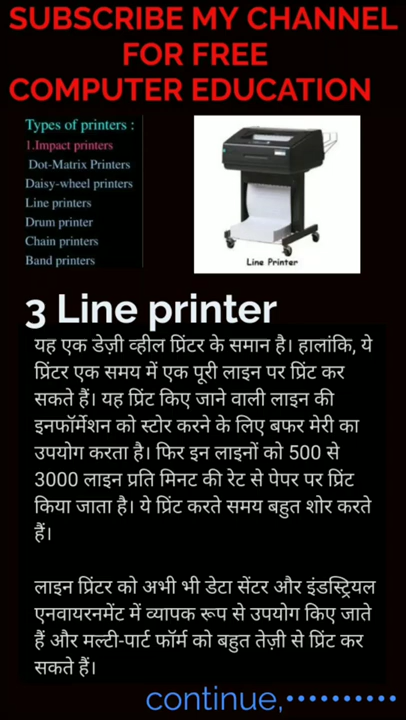 SUBSCRIBE MY CHANNEL
FOR FREE
COMPUTER EDUCATION
Types of printers :
1.Impact printers
Dot-Matrix Printers
Daisy-wheel printers
Line printers
Drum printer
Chain printers
Band printers
Line Printer
3 Line printer
यह एक डेज़ी व्हील प्रिंटर के समान है। हालांकि, ये
प्रिंटर एक समय में एक पूरी लाइन पर प्रिंट कर
सकते हैं। यह प्रिंट किए जाने वाली लाइन की
इनफॉर्मेशन को स्टोर करने के लिए बफर मेरी का
उपयोग करता है। फिर इन लाइनों को 500 से
3000 लाइन प्रति मिनट की रेट से पेपर पर प्रिंट
किया जाता है। ये प्रिंट करते समय बहुत शोर करते
हैं।
लाइन प्रिंटर को अभी भी डेटा सेंटर और इंडस्ट्रियल
एनवायरनमेंट में व्यापक रूप से उपयोग किए जाते
हैं और मल्टी-पार्ट फॉर्म को बहुत तेज़ी से प्रिंट कर
सकते हैं।
continue,••••••••••